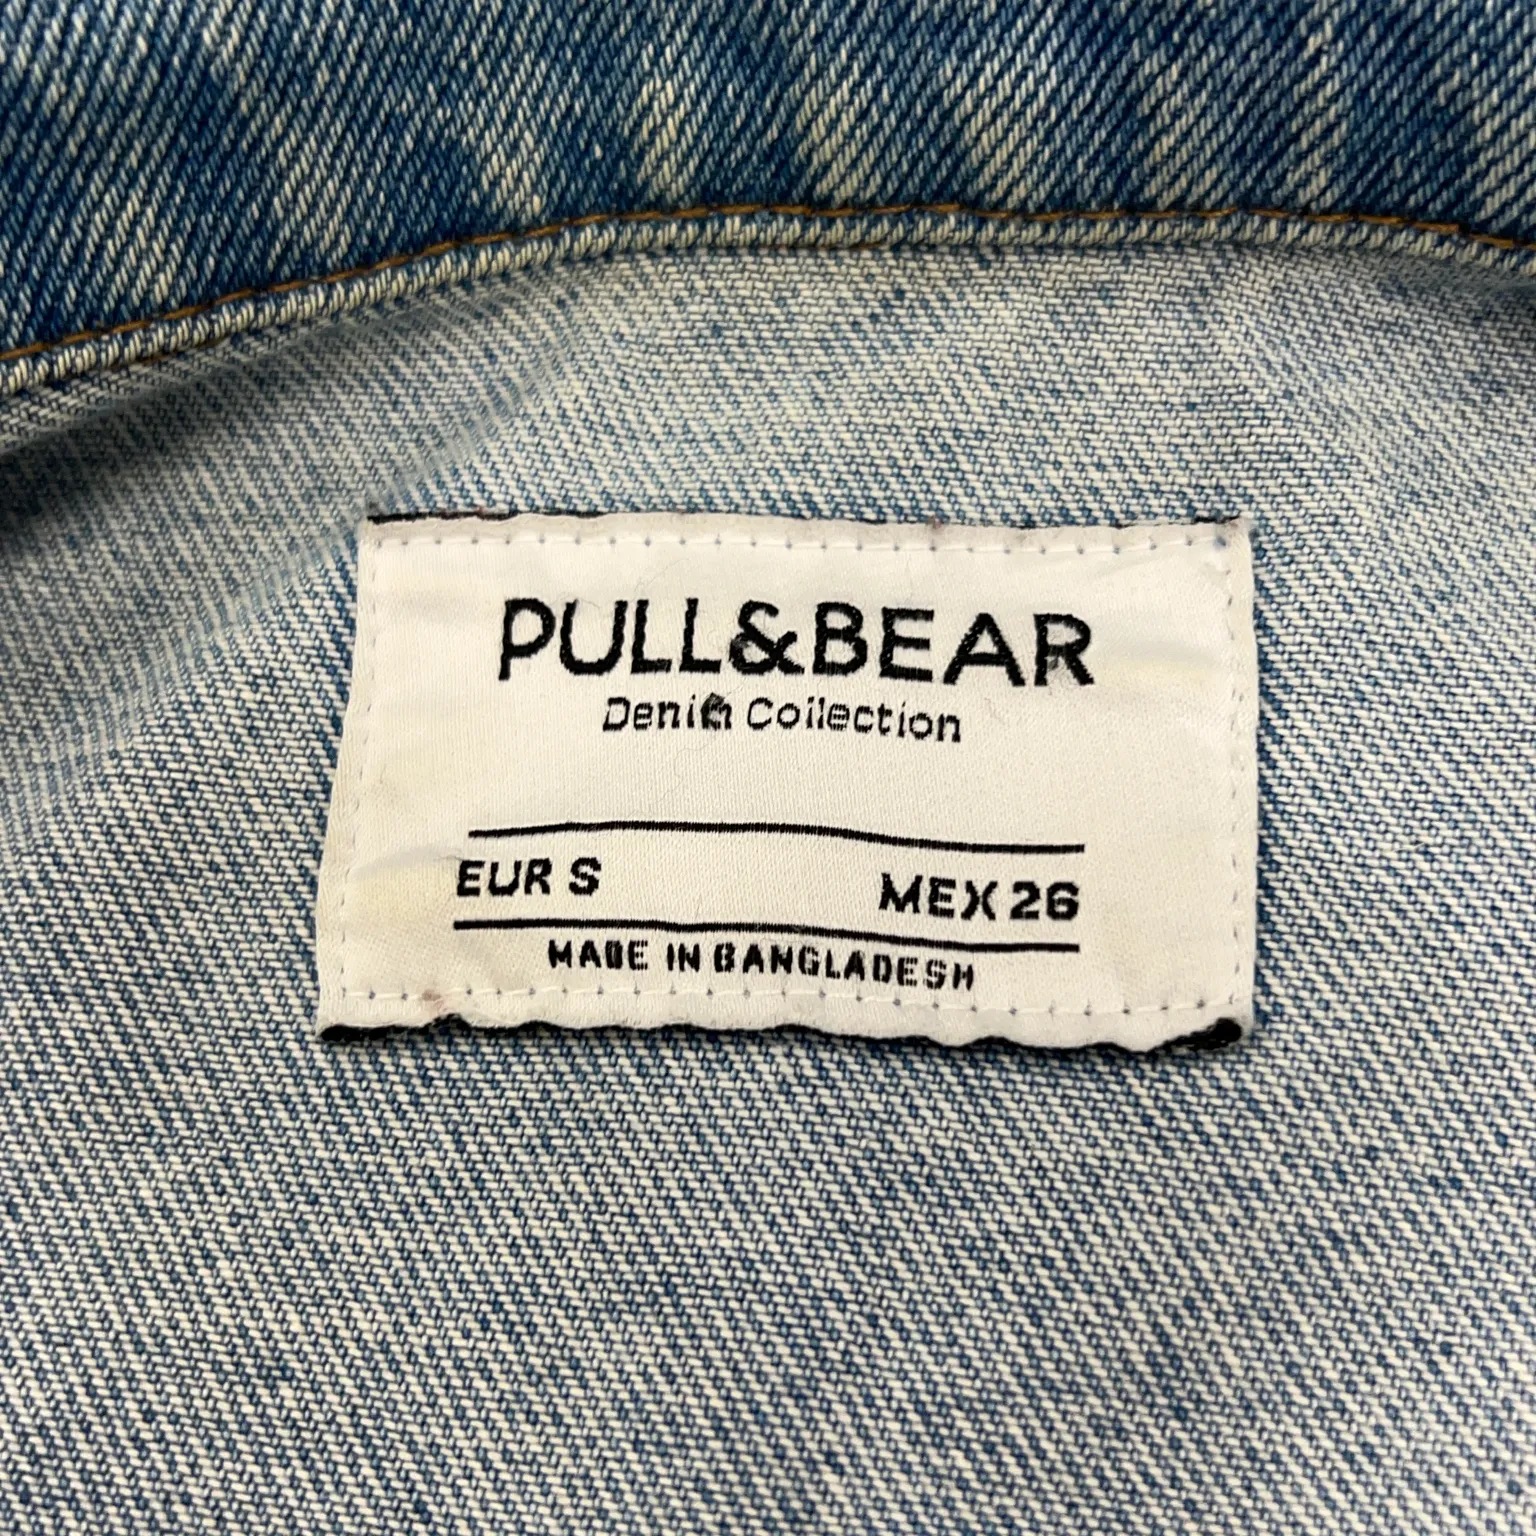 PULL&BEAR
Denim Collection
EUR S MEX 26
MADE IN BANGLADESH